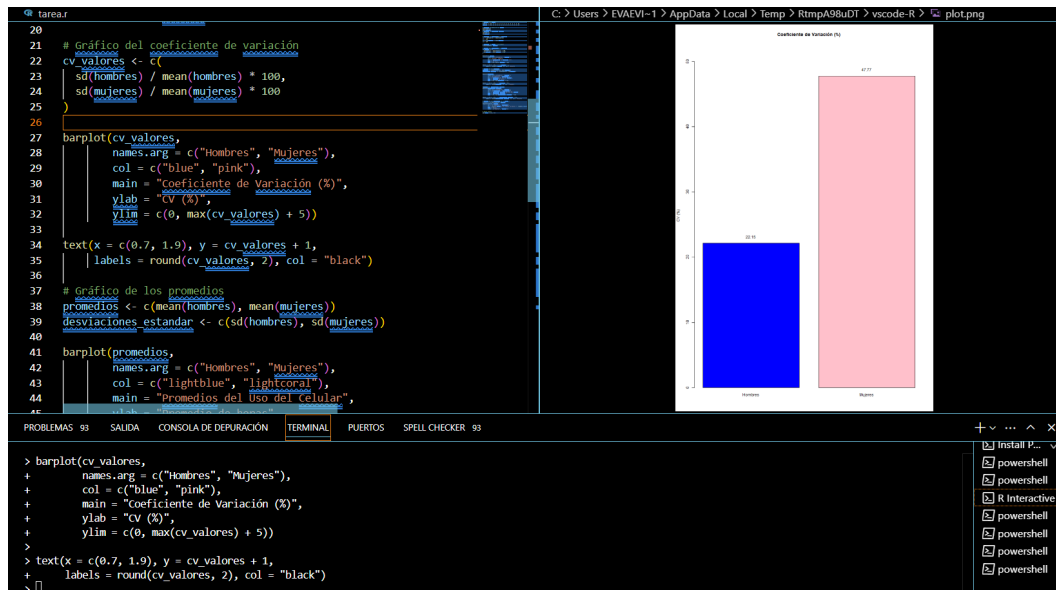 tarea.r
20
21 # Gráfico del coeficiente de variación
22 cv_valores <- c(
23 sd(hombres) / mean(hombres) * 100,
24 sd(mujeres) / mean(mujeres) * 100
25 )
26
27 barplot(cv_valores,
28 names.arg = c("Hombres", "Mujeres"),
29 col = c("blue", "pink"),
30 main = "Coeficiente de Variación (%)",
31 ylab = "CV (%)",
32 ylim = c(0, max(cv_valores) + 5))
33
34 text(x = c(0.7, 1.9), y = cv_valores + 1,
35 labels = round(cv_valores, 2), col = "black")
36
37 # Gráfico de los promedios
38 promedios <- c(mean(hombres), mean(mujeres))
39 desviaciones_estandar <- c(sd(hombres), sd(mujeres))
40
41 barplot(promedios,
42 names.arg = c("Hombres", "Mujeres"),
43 col = c("lightblue", "lightcoral"),
44 main = "Promedios del Uso del Celular",
C: > Users > EVAEVI~1 > AppData > Local > Temp > RtmpA98uDT > vscode-R > plot.png
Coeficiente de Variación (%)
CV (%)
50
40
30
20
10
0
47.77
Hombres
Mujeres
PROBLEMAS 93 SALIDA CONSOLA DE DEPURACIÓN TERMINAL PUERTOS SPELL CHECKER 93
> barplot(cv_valores,
+ names.arg = c("Hombres", "Mujeres"),
+ col = c("blue", "pink"),
+ main = "Coeficiente de Variación (%)",
+ ylab = "CV (%)",
+ ylim = c(0, max(cv_valores) + 5))
>
> text(x = c(0.7, 1.9), y = cv_valores + 1,
+ labels = round(cv_valores, 2), col = "black")
>
Install P...
powershell
powershell
R Interactive
powershell
powershell
powershell
powershell